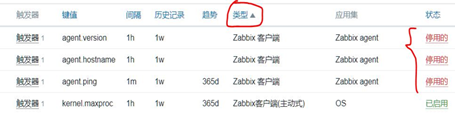 触发器 键值 间隔 历史记录 趋势 类型▲ 应用集 状态
触发器 1 agent.version 1h 1w Zabbix 客户端 Zabbix agent 停用的
触发器 1 agent.hostname 1h 1w Zabbix 客户端 Zabbix agent 停用的
触发器 1 agent.ping 1m 1w 365d Zabbix 客户端 Zabbix agent 停用的
触发器 1 kernel.maxproc 1h 1w 365d Zabbix客户端(主动式) OS 已启用